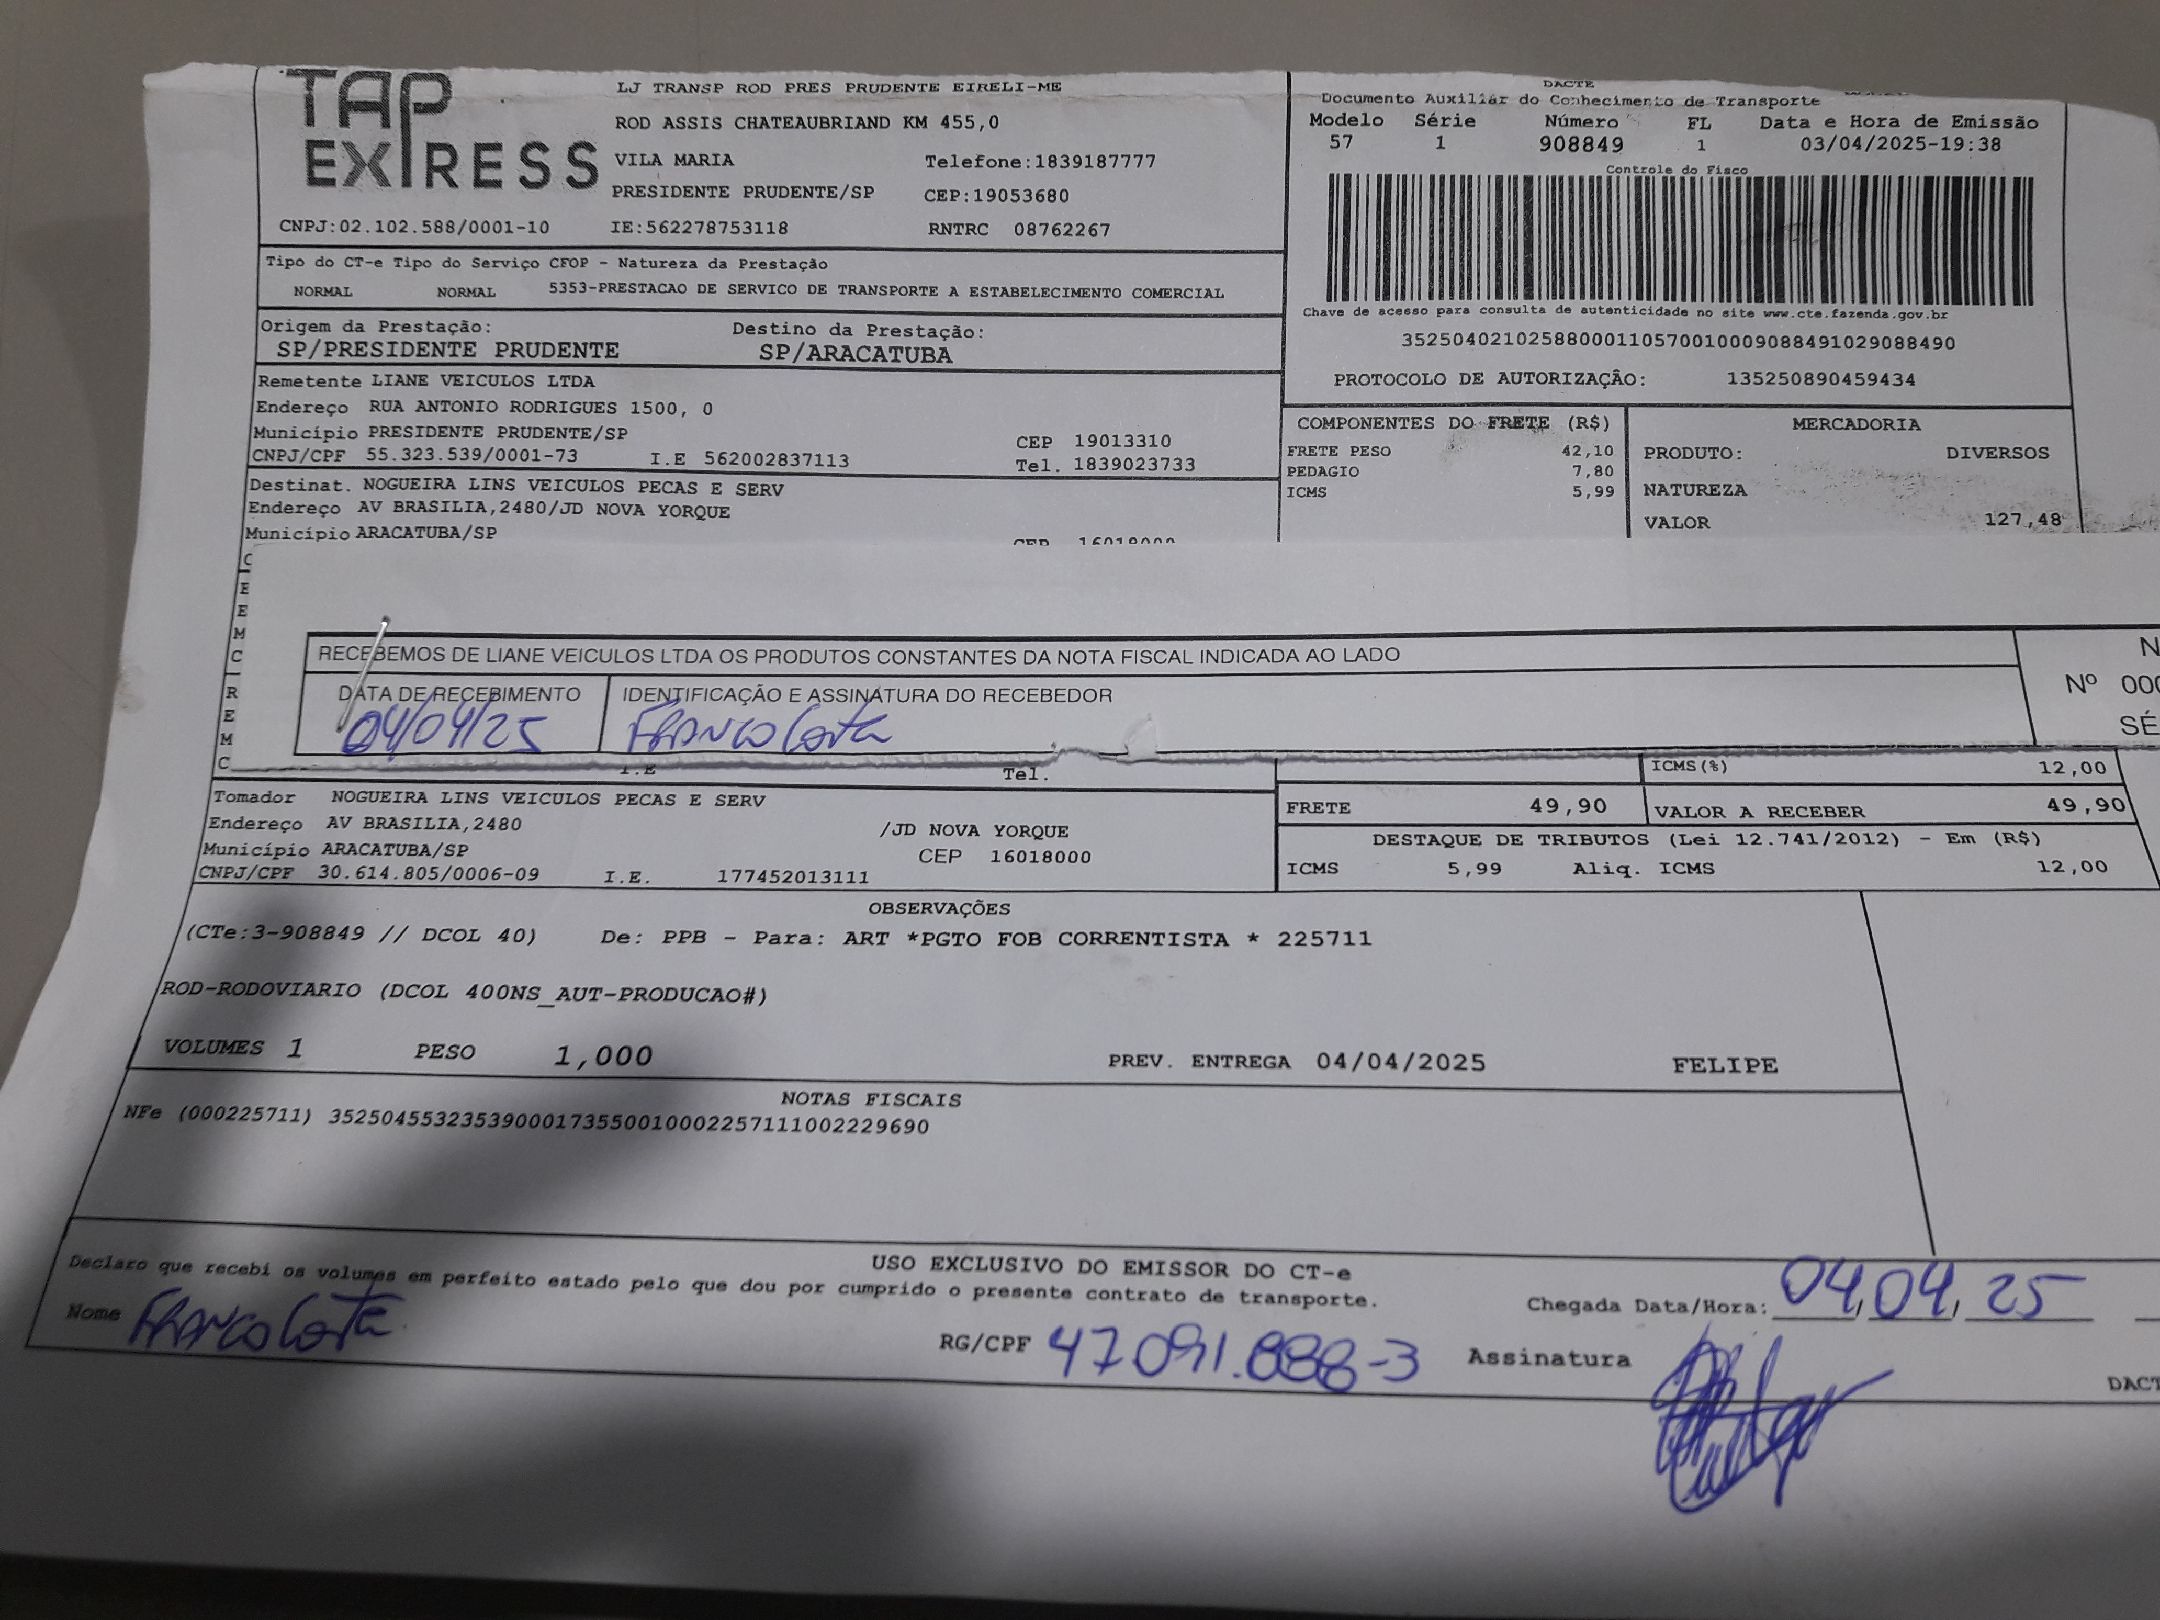 TAP EXPRESS
LJ TRANSP ROD PRES PRUDENTE EIRELI-ME
ROD ASSIS CHATEAUBRIAND KM 455,0
VILA MARIA Telefone:1839187777
PRESIDENTE PRUDENTE/SP CEP:19053680
CNPJ:02.102.588/0001-10 IE:562278753118 RNTRC 08762267
DACTE
Documento Auxiliar do Conhecimento de Transporte
Modelo Série Número FL Data e Hora de Emissão
57 1 908849 1 03/04/2025-19:38
Controle do Fisco
Chave de acesso para consulta de autenticidade no site www.cte.fazenda.gov.br
35250402102588000110570010009088491029088490
PROTOCOLO DE AUTORIZAÇÃO: 135250890459434
Tipo do CT-e Tipo do Serviço CFOP - Natureza da Prestação
NORMAL NORMAL 5353-PRESTACAO DE SERVICO DE TRANSPORTE A ESTABELECIMENTO COMERCIAL
Origem da Prestação: Destino da Prestação:
SP/PRESIDENTE PRUDENTE SP/ARACATUBA
Remetente LIANE VEICULOS LTDA
Endereço RUA ANTONIO RODRIGUES 1500, 0
Município PRESIDENTE PRUDENTE/SP CEP 19013310
CNPJ/CPF 55.323.539/0001-73 I.E 562002837113 Tel. 1839023733
Destinat. NOGUEIRA LINS VEICULOS PECAS E SERV
Endereço AV BRASILIA,2480/JD NOVA YORQUE
Município ARACATUBA/SP CEP 16018000
COMPONENTES DO FRETE (R$)
FRETE PESO 42,10
PEDAGIO 7,80
ICMS 5,99
MERCADORIA
PRODUTO: DIVERSOS
NATUREZA
VALOR 127,48
C
E
E
M
C
R
E
M
C
RECEBEMOS DE LIANE VEICULOS LTDA OS PRODUTOS CONSTANTES DA NOTA FISCAL INDICADA AO LADO
DATA DE RECEBIMENTO IDENTIFICAÇÃO E ASSINATURA DO RECEBEDOR
04/04/25 Franco Costa
N
Nº 000
SÉ
I.E Tel.
ICMS(%) 12,00
FRETE 49,90 VALOR A RECEBER 49,90
Tomador NOGUEIRA LINS VEICULOS PECAS E SERV
Endereço AV BRASILIA,2480 /JD NOVA YORQUE
Município ARACATUBA/SP CEP 16018000
CNPJ/CPF 30.614.805/0006-09 I.E. 177452013111
DESTAQUE DE TRIBUTOS (Lei 12.741/2012) - Em (R$)
ICMS 5,99 Aliq. ICMS 12,00
OBSERVAÇÕES
(CTe:3-908849 // DCOL 40) De: PPB - Para: ART *PGTO FOB CORRENTISTA * 225711
ROD-RODOVIARIO (DCOL 400NS_AUT-PRODUCAO#)
VOLUMES 1 PESO 1,000 PREV. ENTREGA 04/04/2025 FELIPE
NOTAS FISCAIS
NFe (000225711) 35250455323539000173550010002257111002229690
USO EXCLUSIVO DO EMISSOR DO CT-e
Declaro que recebi os volumes em perfeito estado pelo que dou por cumprido o presente contrato de transporte.
Chegada Data/Hora: 04,04,25
Nome Franco Costa RG/CPF 47091.888-3 Assinatura
DACT